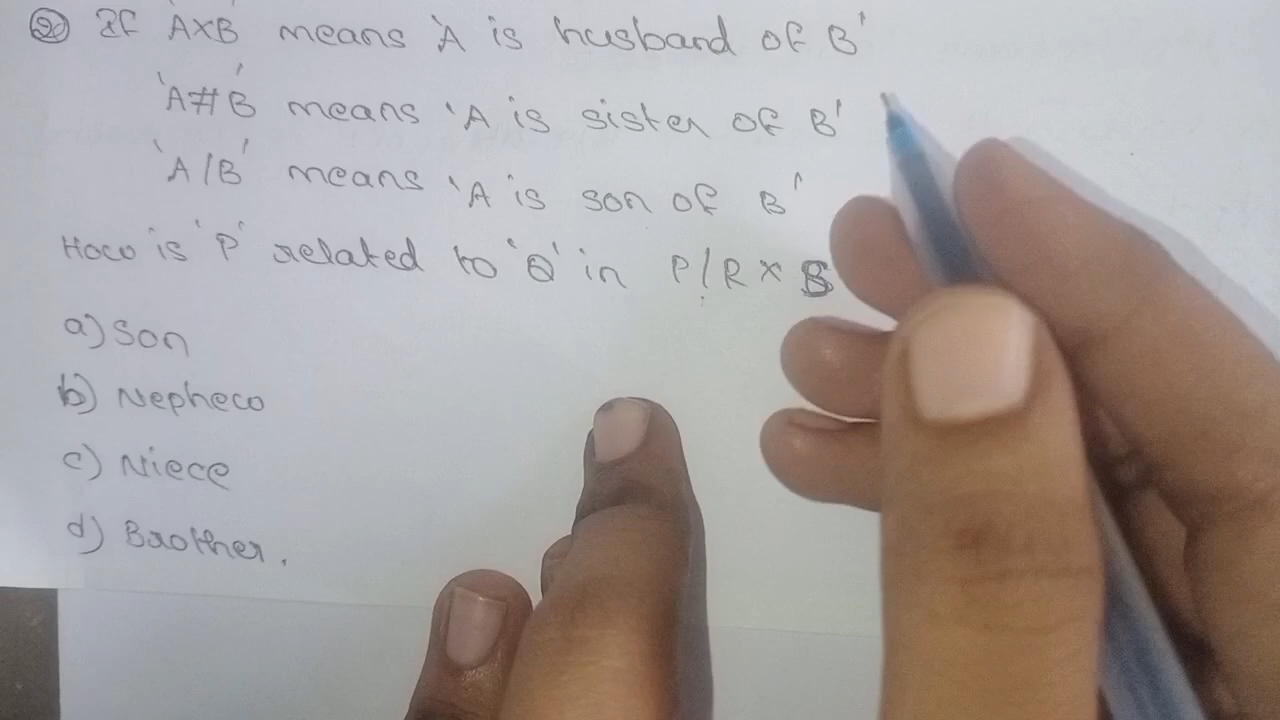 ② If 'A×B' means 'A is husband of B'
'A#B' means 'A is sister of B'
'A/B' means 'A is son of B'
How is 'P' related to 'Q' in P/R×S
a) Son
b) Nephew
c) Niece
d) Brother.